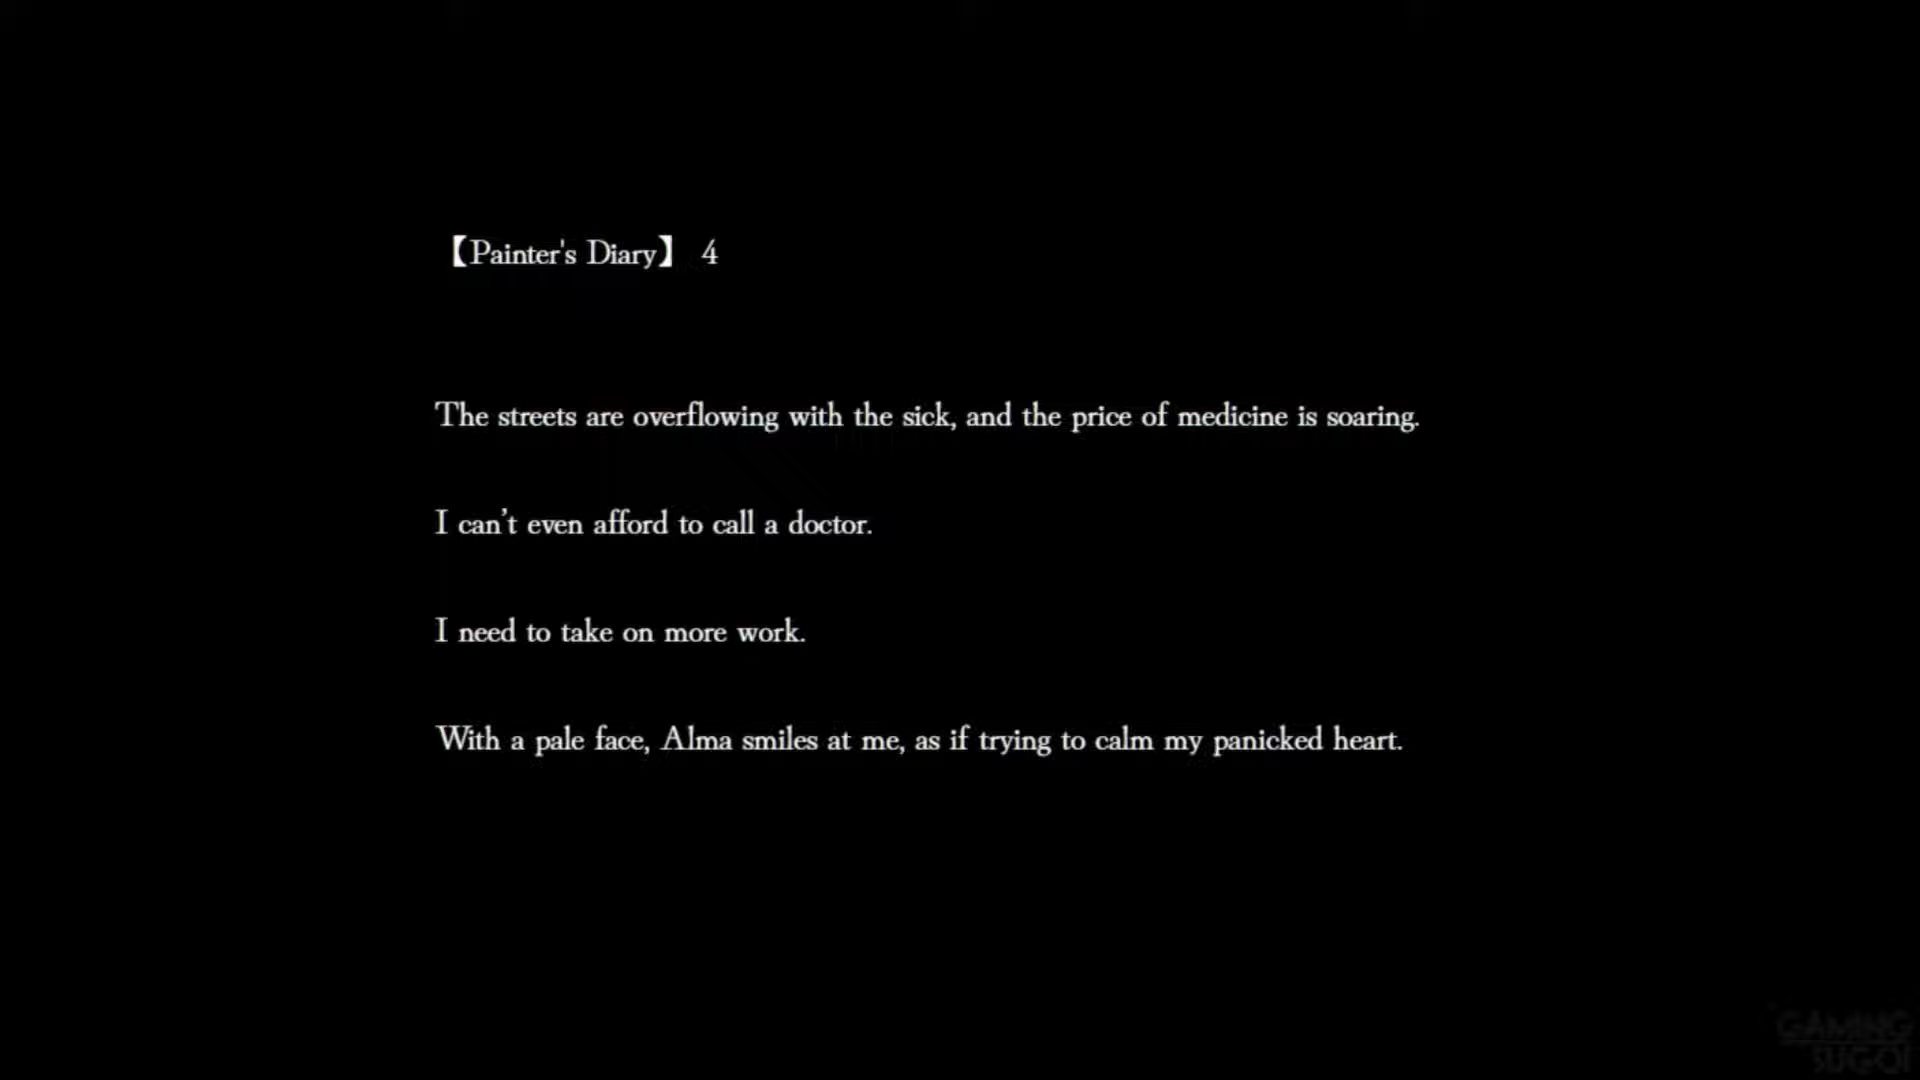 【Painter's Diary】 4
The streets are overflowing with the sick, and the price of medicine is soaring.
I can’t even afford to call a doctor.
I need to take on more work.
With a pale face, Alma smiles at me, as if trying to calm my panicked heart.
GAMING
SUGOI